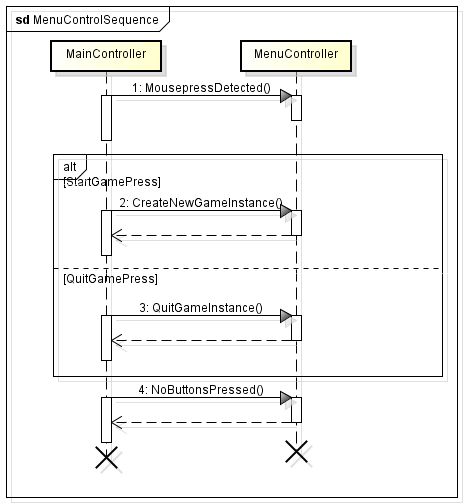 sd MenuControlSequence
MainController
MenuController
1: MousepressDetected()
alt
[StartGamePress]
2: CreateNewGameInstance()
[QuitGamePress]
3: QuitGameInstance()
4: NoButtonsPressed()